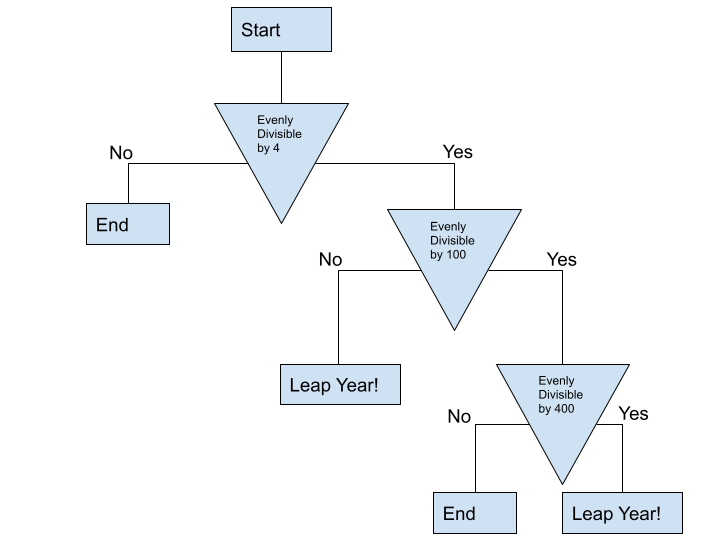 Start
Evenly
Divisible
by 4
No
Yes
End
Evenly
Divisible
by 100
No
Yes
Leap Year!
Evenly
Divisible
by 400
No
Yes
End
Leap Year!